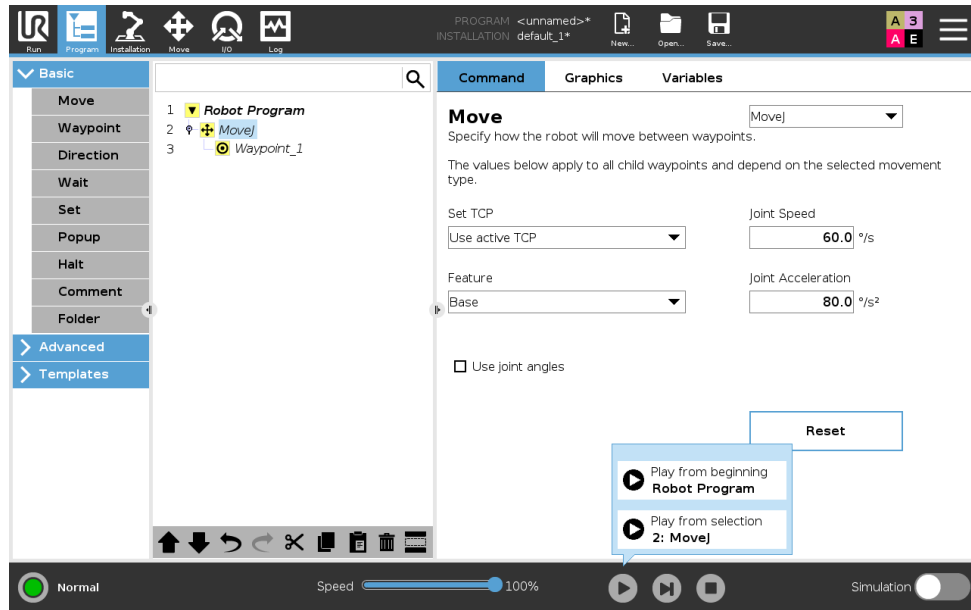 UR
PROGRAM <unnamed>*
INSTALLATION default_1*
Run
Program
Installation
Move
I/O
Log
New...
Open...
Save...
A 3
A E
Basic
Move
Waypoint
Direction
Wait
Set
Popup
Halt
Comment
Folder
Advanced
Templates
1 Robot Program
2 MoveJ
3 Waypoint_1
Command Graphics Variables
Move
MoveJ
Specify how the robot will move between waypoints.
The values below apply to all child waypoints and depend on the selected movement
type.
Set TCP
Joint Speed
Use active TCP
60.0 °/s
Feature
Joint Acceleration
Base
80.0 °/s²
Use joint angles
Reset
Play from beginning
Robot Program
Play from selection
2: MoveJ
Normal
Speed 100%
Simulation